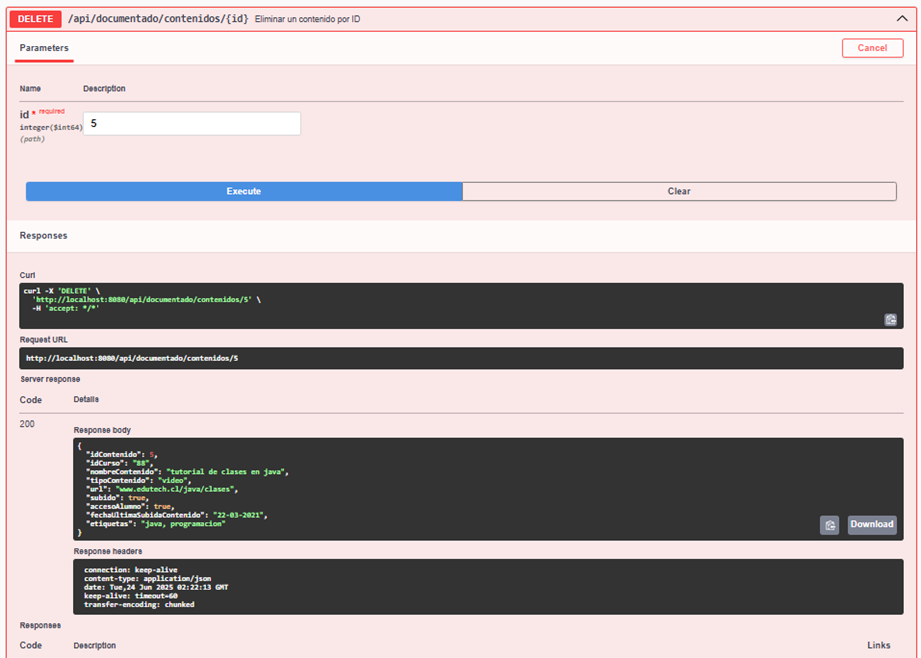 DELETE /api/documentado/contenidos/{id} Eliminar un contenido por ID
Parameters Cancel
Name Description
id * required
integer($int64)
(path)
5
Execute Clear
Responses
Curl
curl -X 'DELETE' \
'http://localhost:8080/api/documentado/contenidos/5' \
-H 'accept: */*'
Request URL
http://localhost:8080/api/documentado/contenidos/5
Server response
Code Details
200
Response body
{
"idContenido": 5,
"idCurso": "88",
"nombreContenido": "tutorial de clases en java",
"tipoContenido": "video",
"url": "www.edutech.cl/java/clases",
"subido": true,
"accesoAlumno": true,
"fechaUltimaSubidaContenido": "22-03-2021",
"etiquetas": "java, programacion"
}
Download
Response headers
connection: keep-alive
content-type: application/json
date: Tue,24 Jun 2025 02:22:13 GMT
keep-alive: timeout=60
transfer-encoding: chunked
Responses
Code Description Links